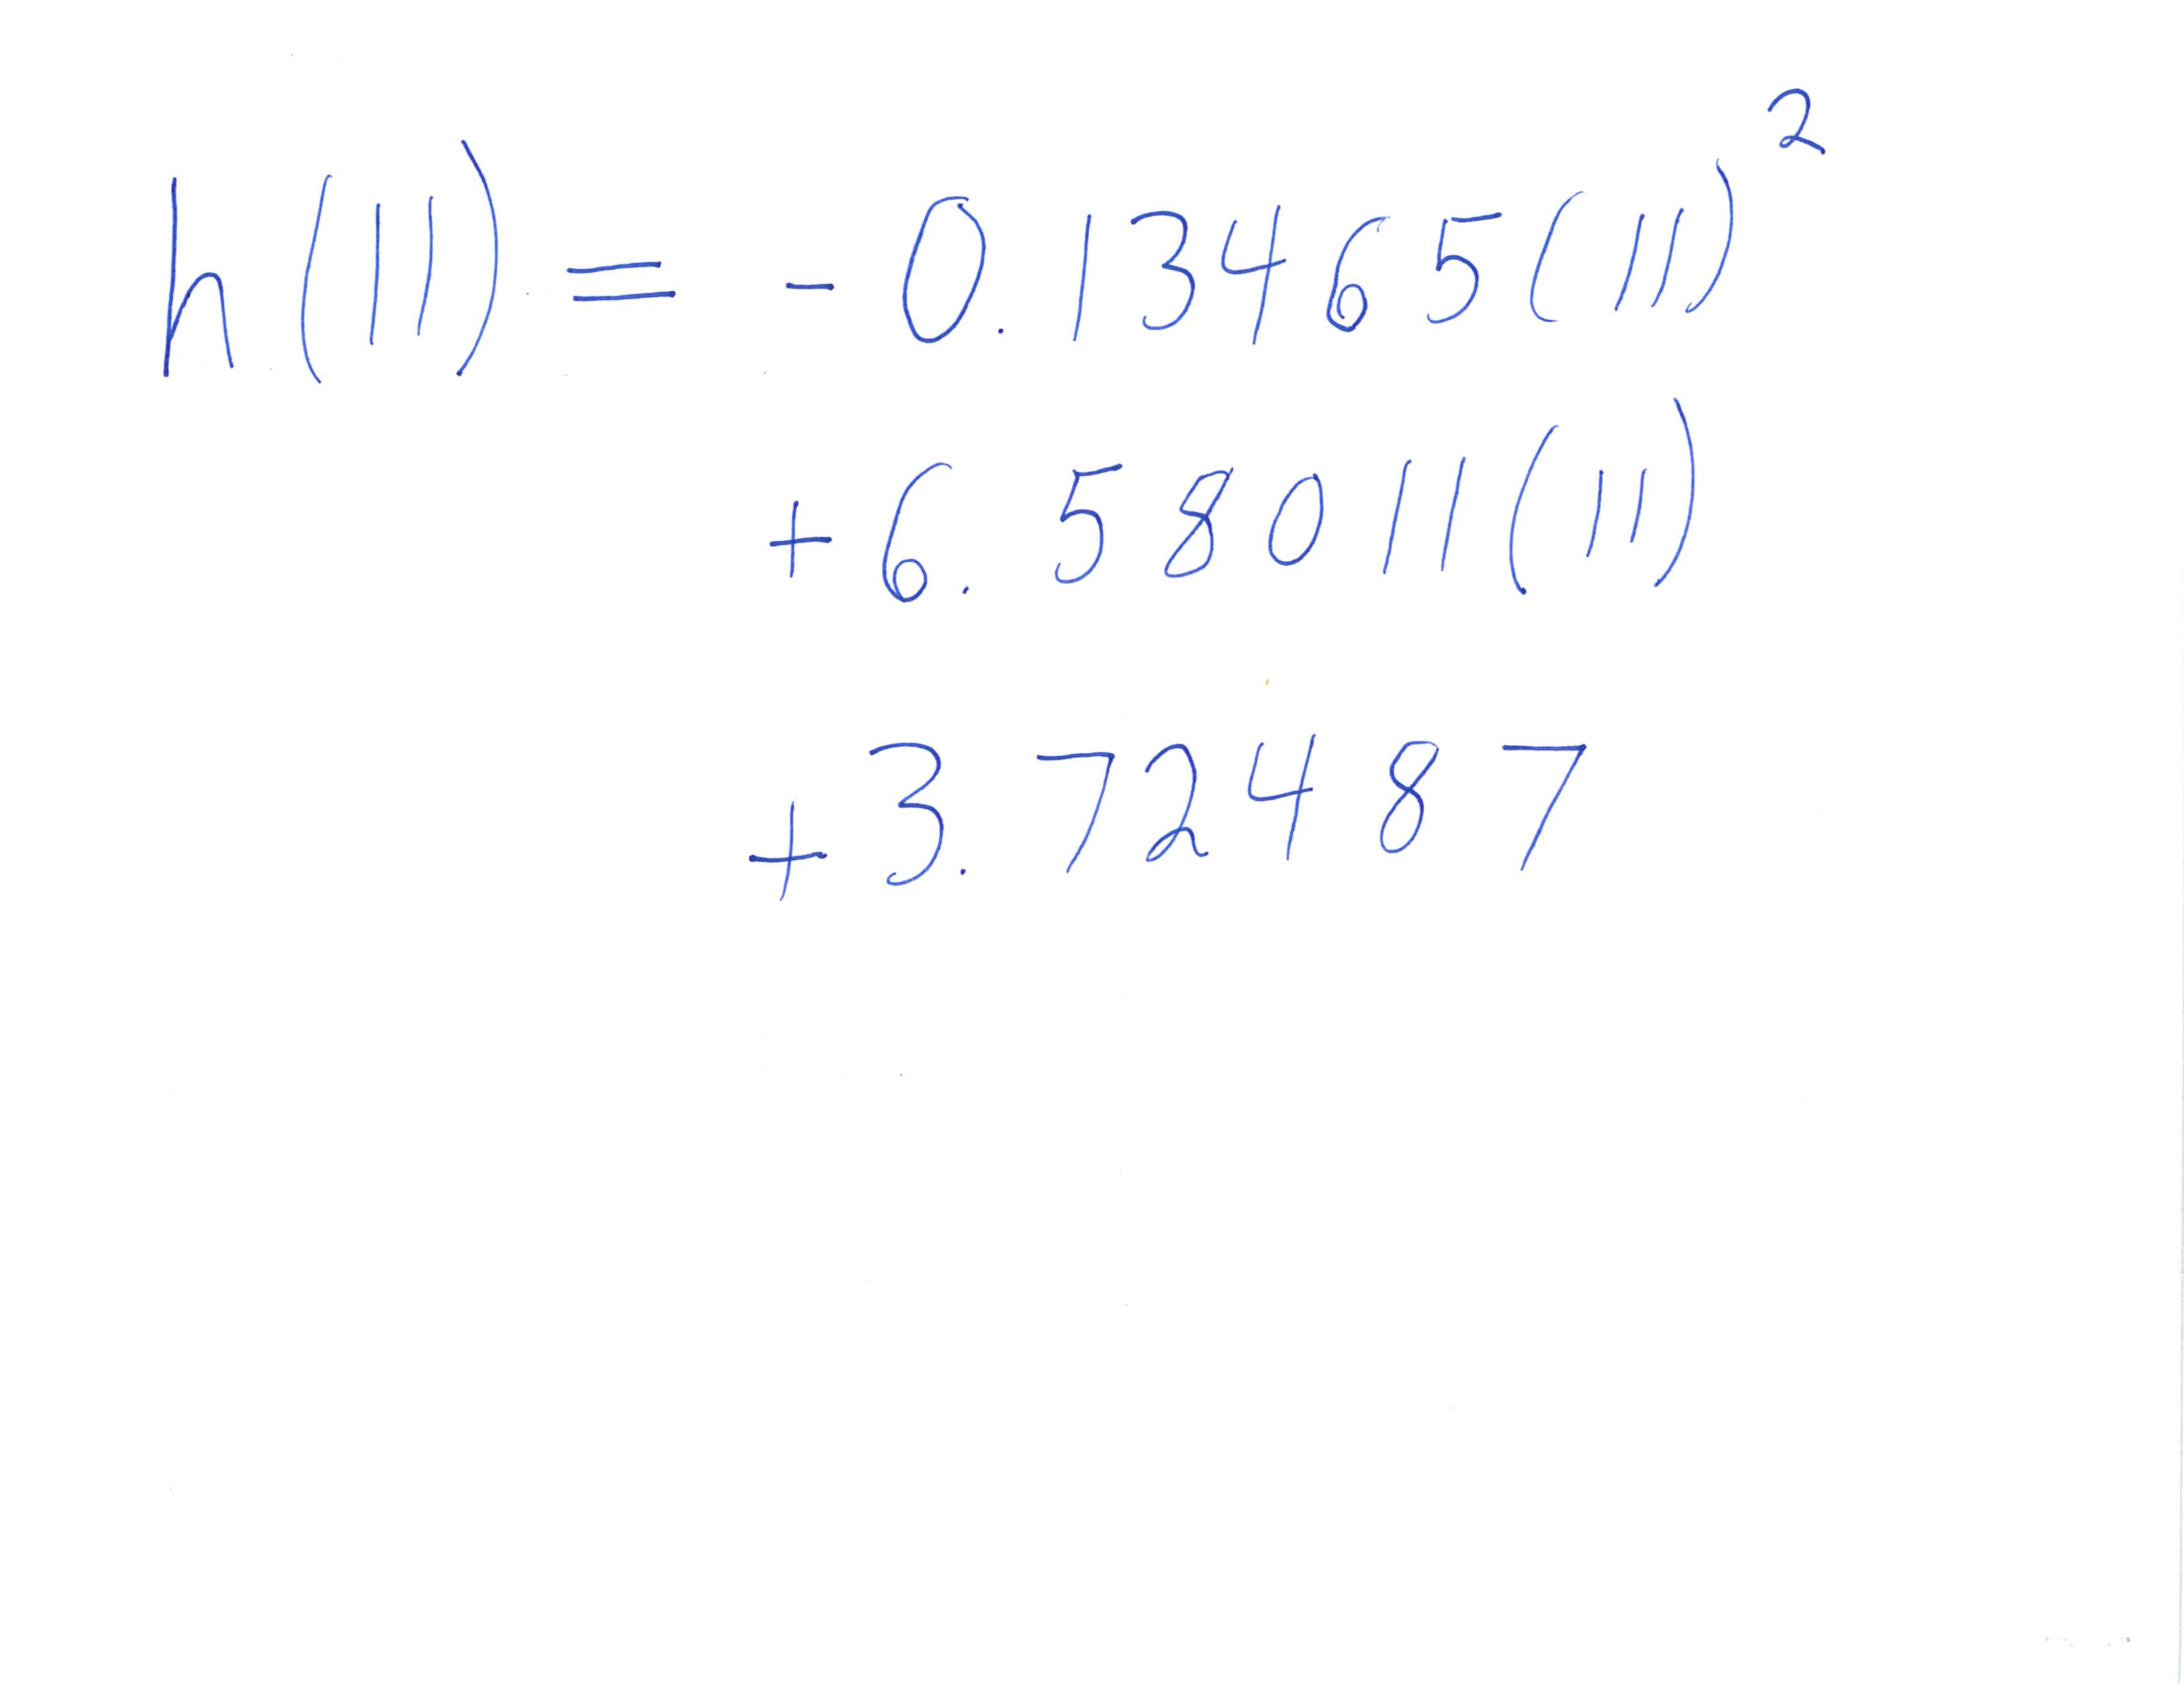 h(11) = -0.13465(11)²
+6.58011(11)
+3.72487